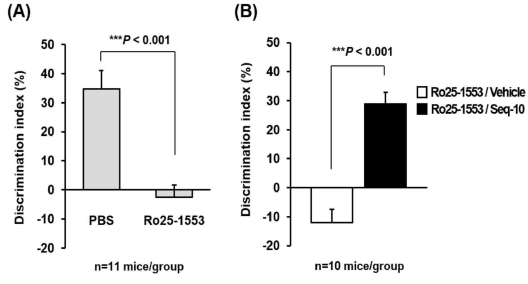 (A)
***P < 0.001
Discrimination index (%)
50
40
30
20
10
0
-10
-20
PBS
Ro25-1553
n=11 mice/group
(B)
***P < 0.001
Discrimination index (%)
50
40
30
20
10
0
-10
-20
Ro25-1553 / Vehicle
Ro25-1553 / Seq-10
n=10 mice/group